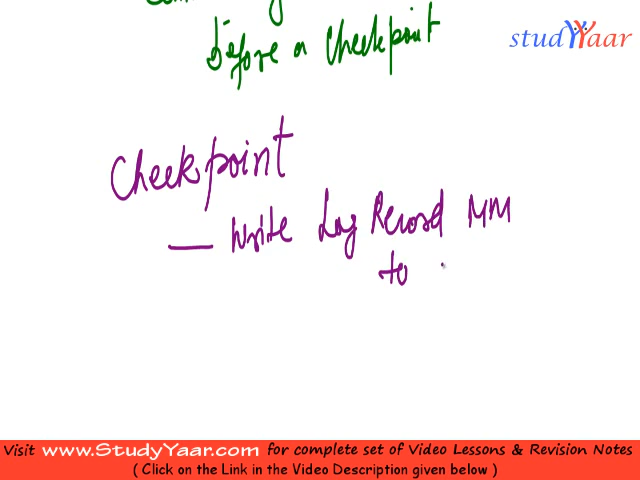 before a checkpoint
studYYaar
Checkpoint
— Write Log Record MM
to
Visit www.StudyYaar.com for complete set of Video Lessons & Revision Notes
( Click on the Link in the Video Description given below )